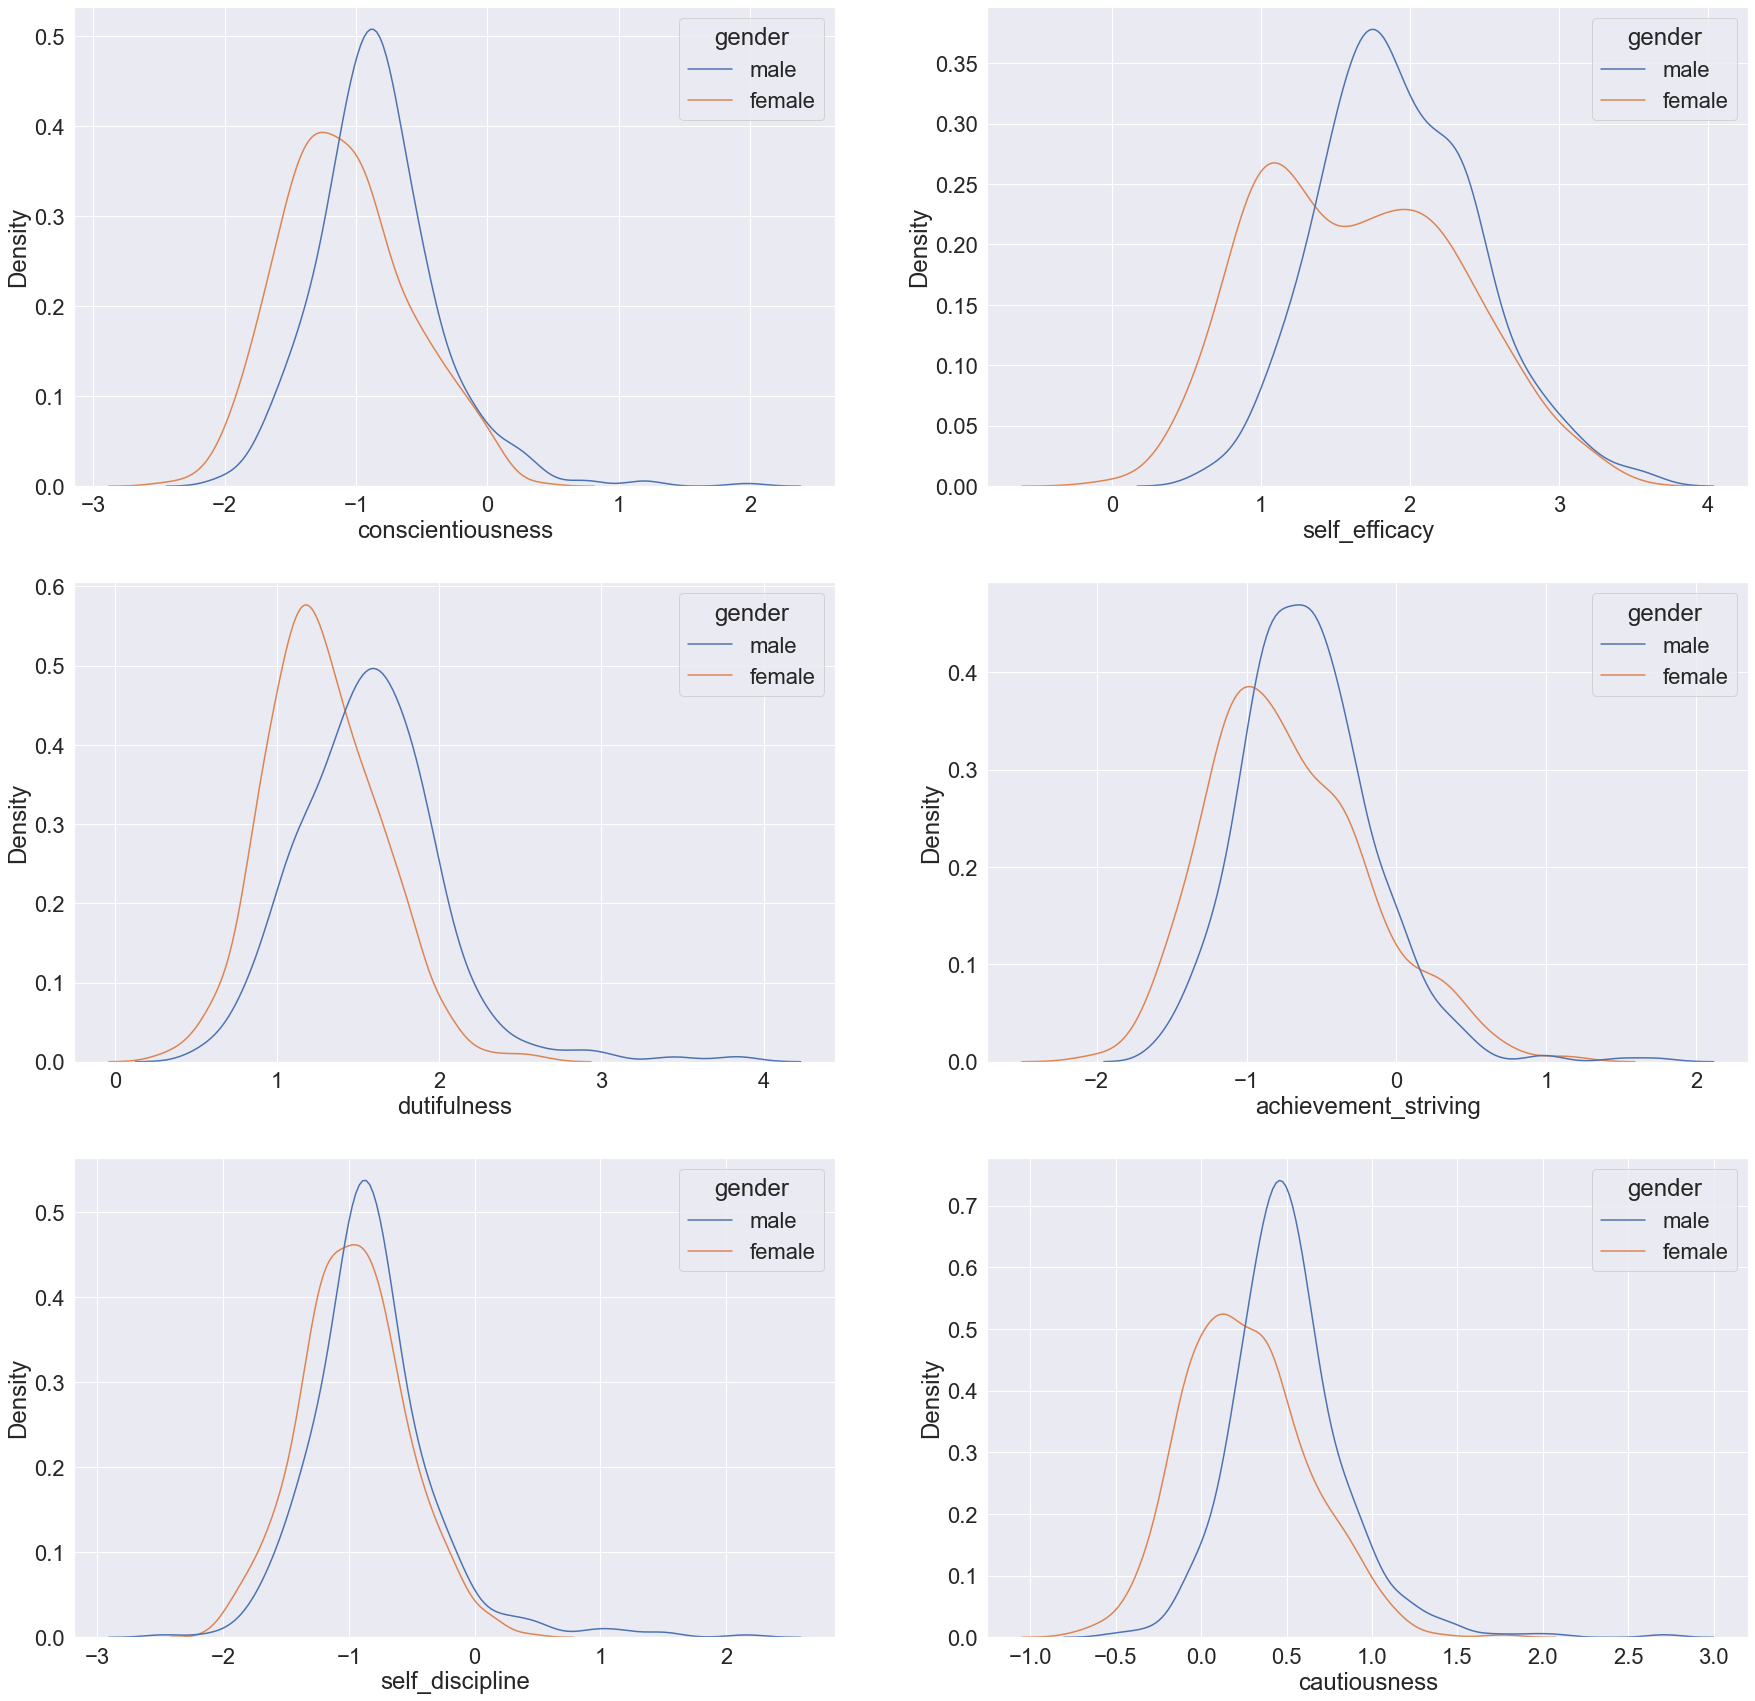 gender
male
female
0.5
0.4
0.3
0.2
0.1
0.0
Density
−3 −2 −1 0 1 2
conscientiousness
gender
male
female
0.35
0.30
0.25
0.20
0.15
0.10
0.05
0.00
Density
0 1 2 3 4
self_efficacy
gender
male
female
0.6
0.5
0.4
0.3
0.2
0.1
0.0
Density
0 1 2 3 4
dutifulness
gender
male
female
0.4
0.3
0.2
0.1
0.0
Density
−2 −1 0 1 2
achievement_striving
gender
male
female
0.5
0.4
0.3
0.2
0.1
0.0
Density
−3 −2 −1 0 1 2
self_discipline
gender
male
female
0.7
0.6
0.5
0.4
0.3
0.2
0.1
0.0
Density
−1.0 −0.5 0.0 0.5 1.0 1.5 2.0 2.5 3.0
cautiousness